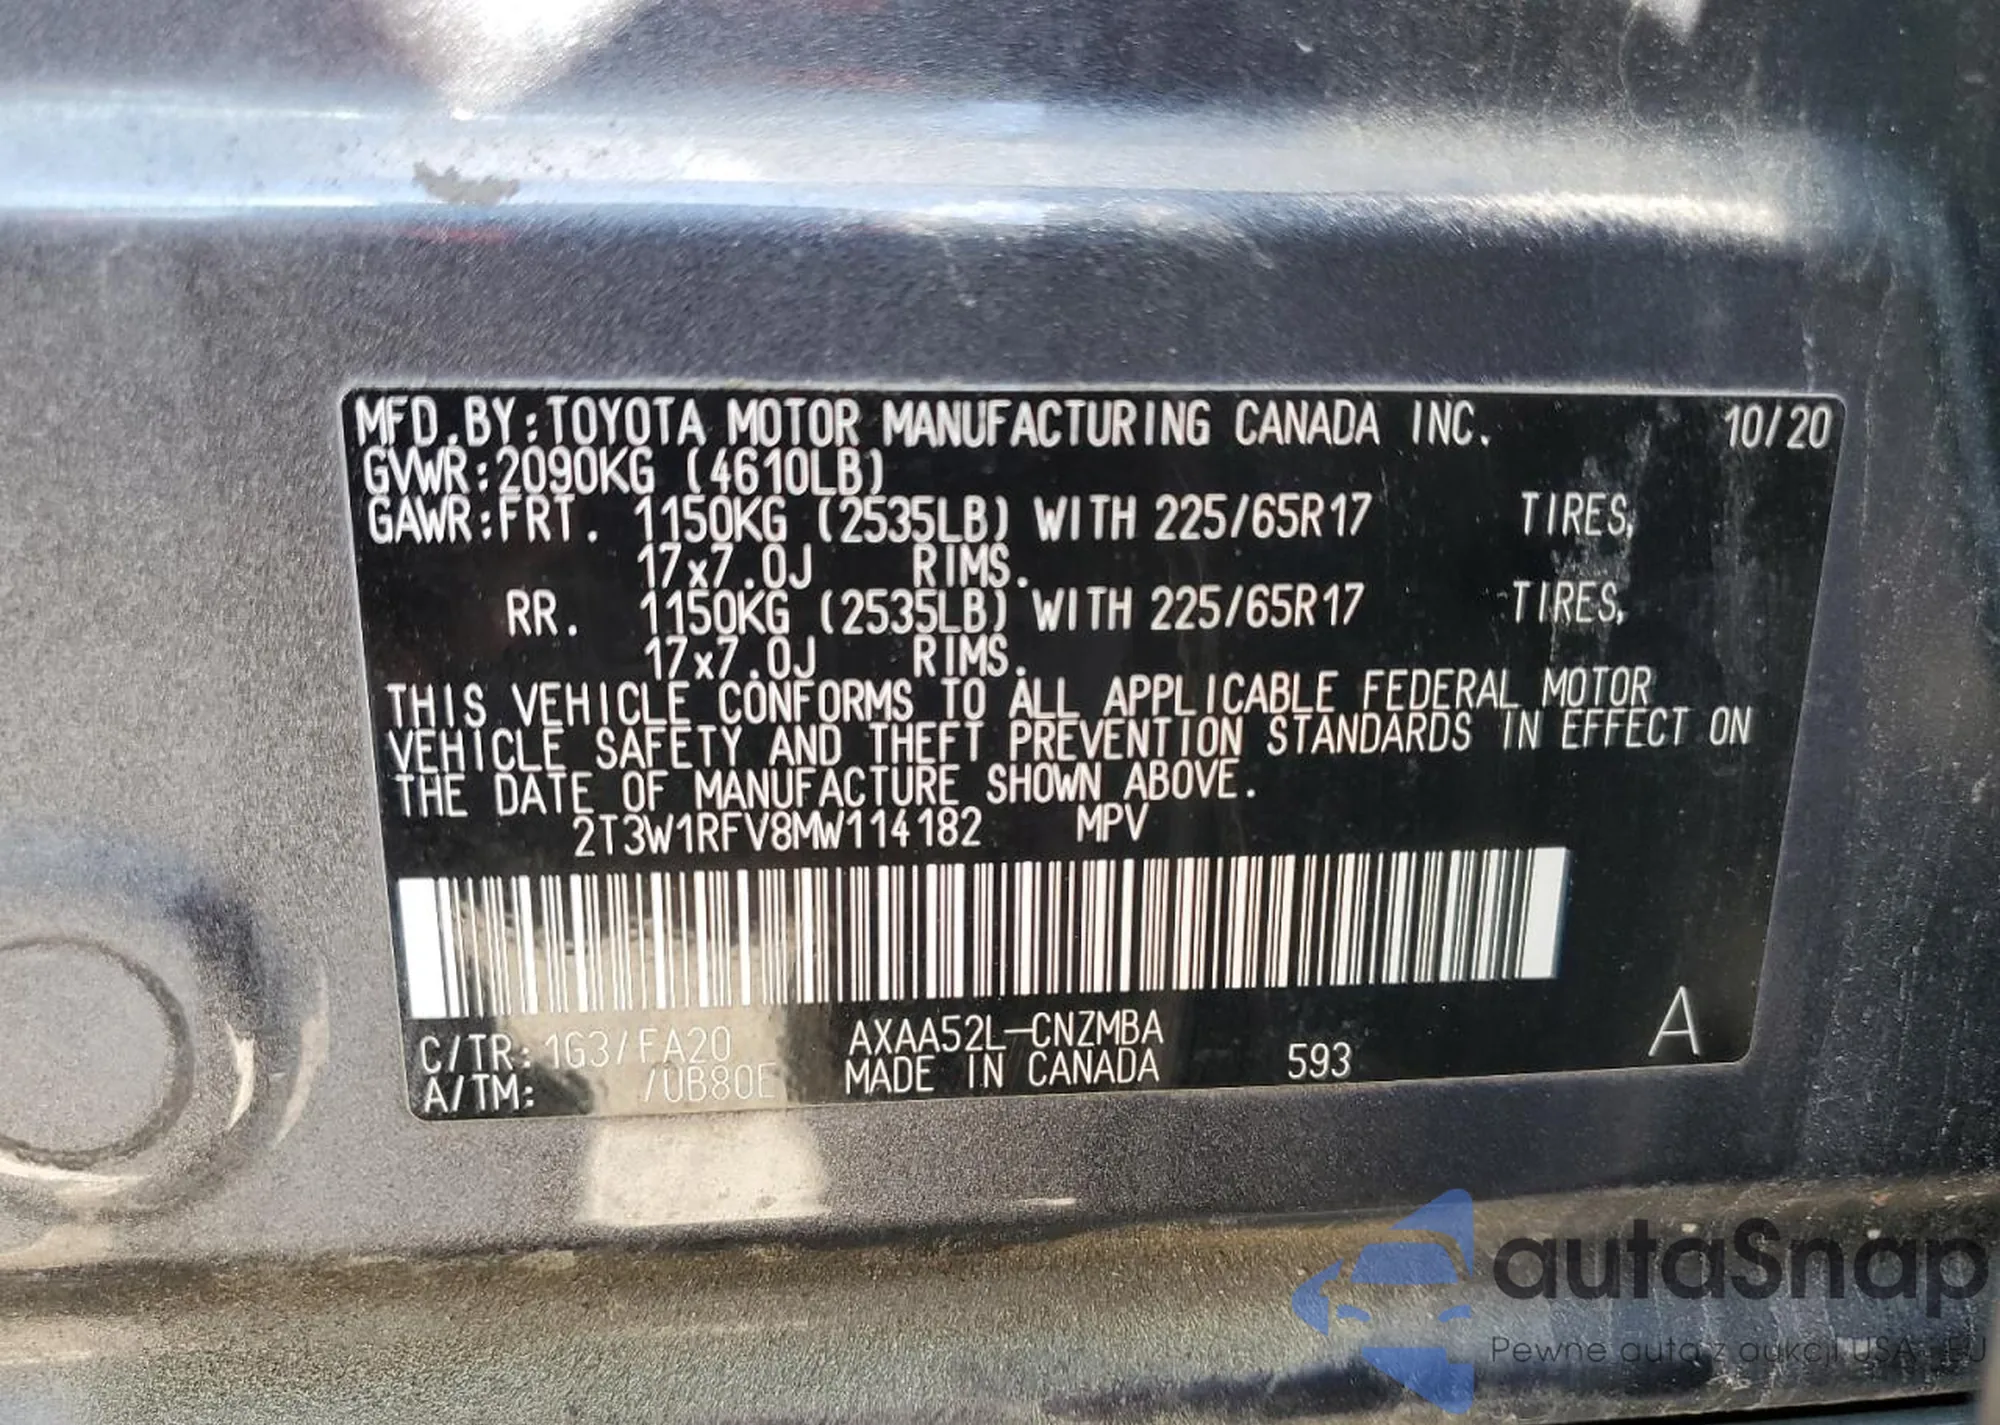 MFD.BY:TOYOTA MOTOR MANUFACTURING CANADA INC. 10/20
GVWR:2090KG (4610LB)
GAWR:FRT. 1150KG (2535LB) WITH 225/65R17 TIRES,
17x7.0J RIMS.
RR. 1150KG (2535LB) WITH 225/65R17 TIRES,
17x7.0J RIMS.
THIS VEHICLE CONFORMS TO ALL APPLICABLE FEDERAL MOTOR
VEHICLE SAFETY AND THEFT PREVENTION STANDARDS IN EFFECT ON
THE DATE OF MANUFACTURE SHOWN ABOVE.
2T3W1RFV8MW114182 MPV
C/TR:1G3/FA20 AXAA52L-CNZMBA
A/TM: /UB80E MADE IN CANADA 593 A
autaSnap
Pewne auta z aukcji USA i EU